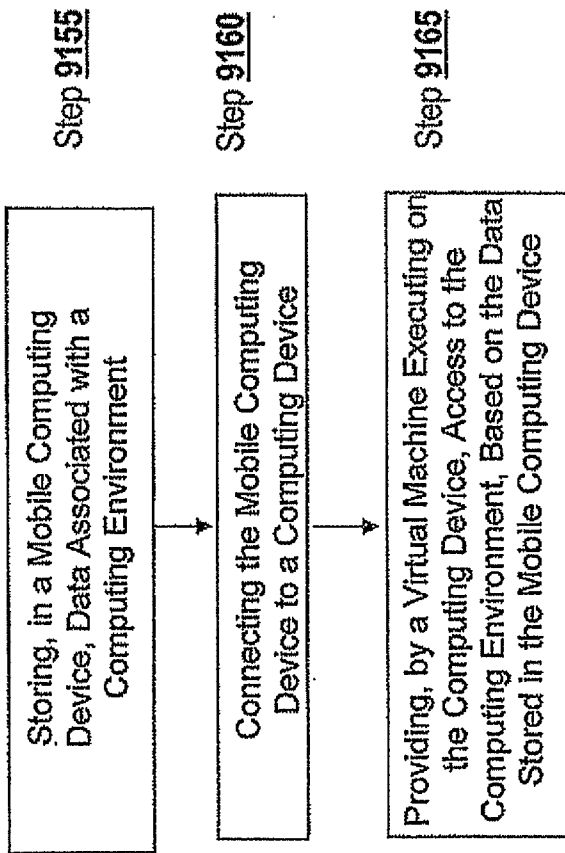 Storing, in a Mobile Computing
Device, Data Associated with a
Computing Environment
Step 9155
Connecting the Mobile Computing
Device to a Computing Device
Step 9160
Providing, by a Virtual Machine Executing on
the Computing Device, Access to the
Computing Environment, Based on the Data
Stored in the Mobile Computing Device
Step 9165